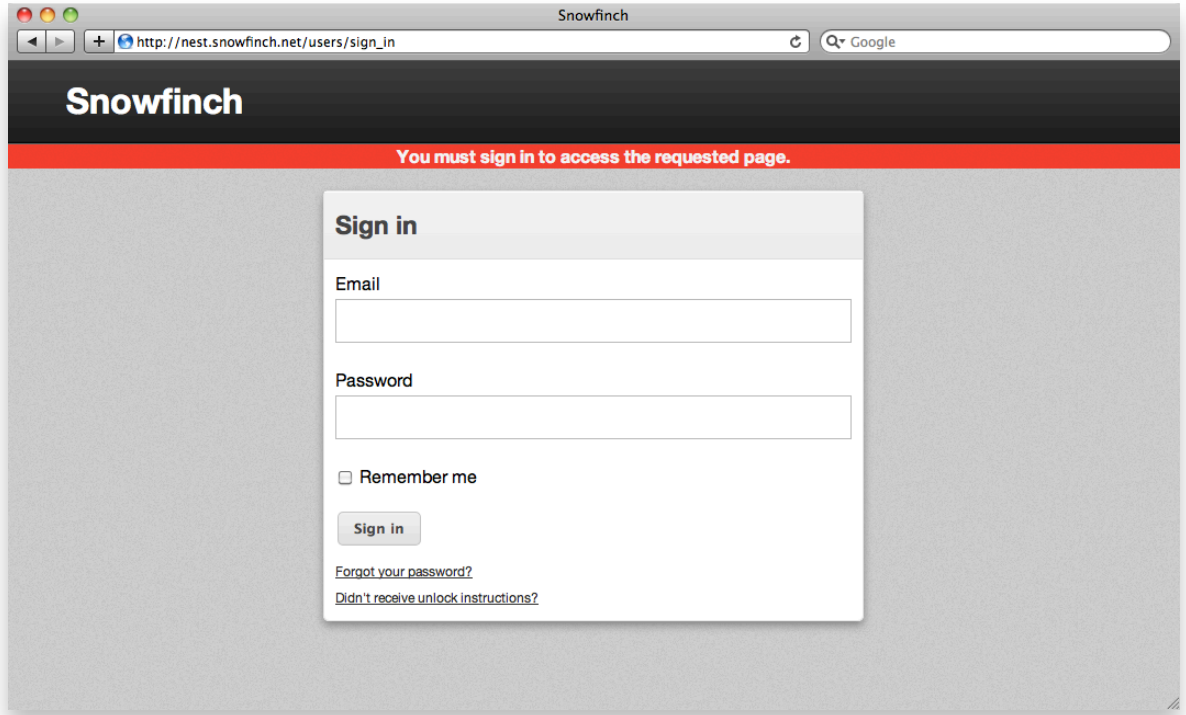 Snowfinch
http://nest.snowfinch.net/users/sign_in
Google
Snowfinch
You must sign in to access the requested page.
Sign in
Email
Password
Remember me
Sign in
Forgot your password?
Didn't receive unlock instructions?